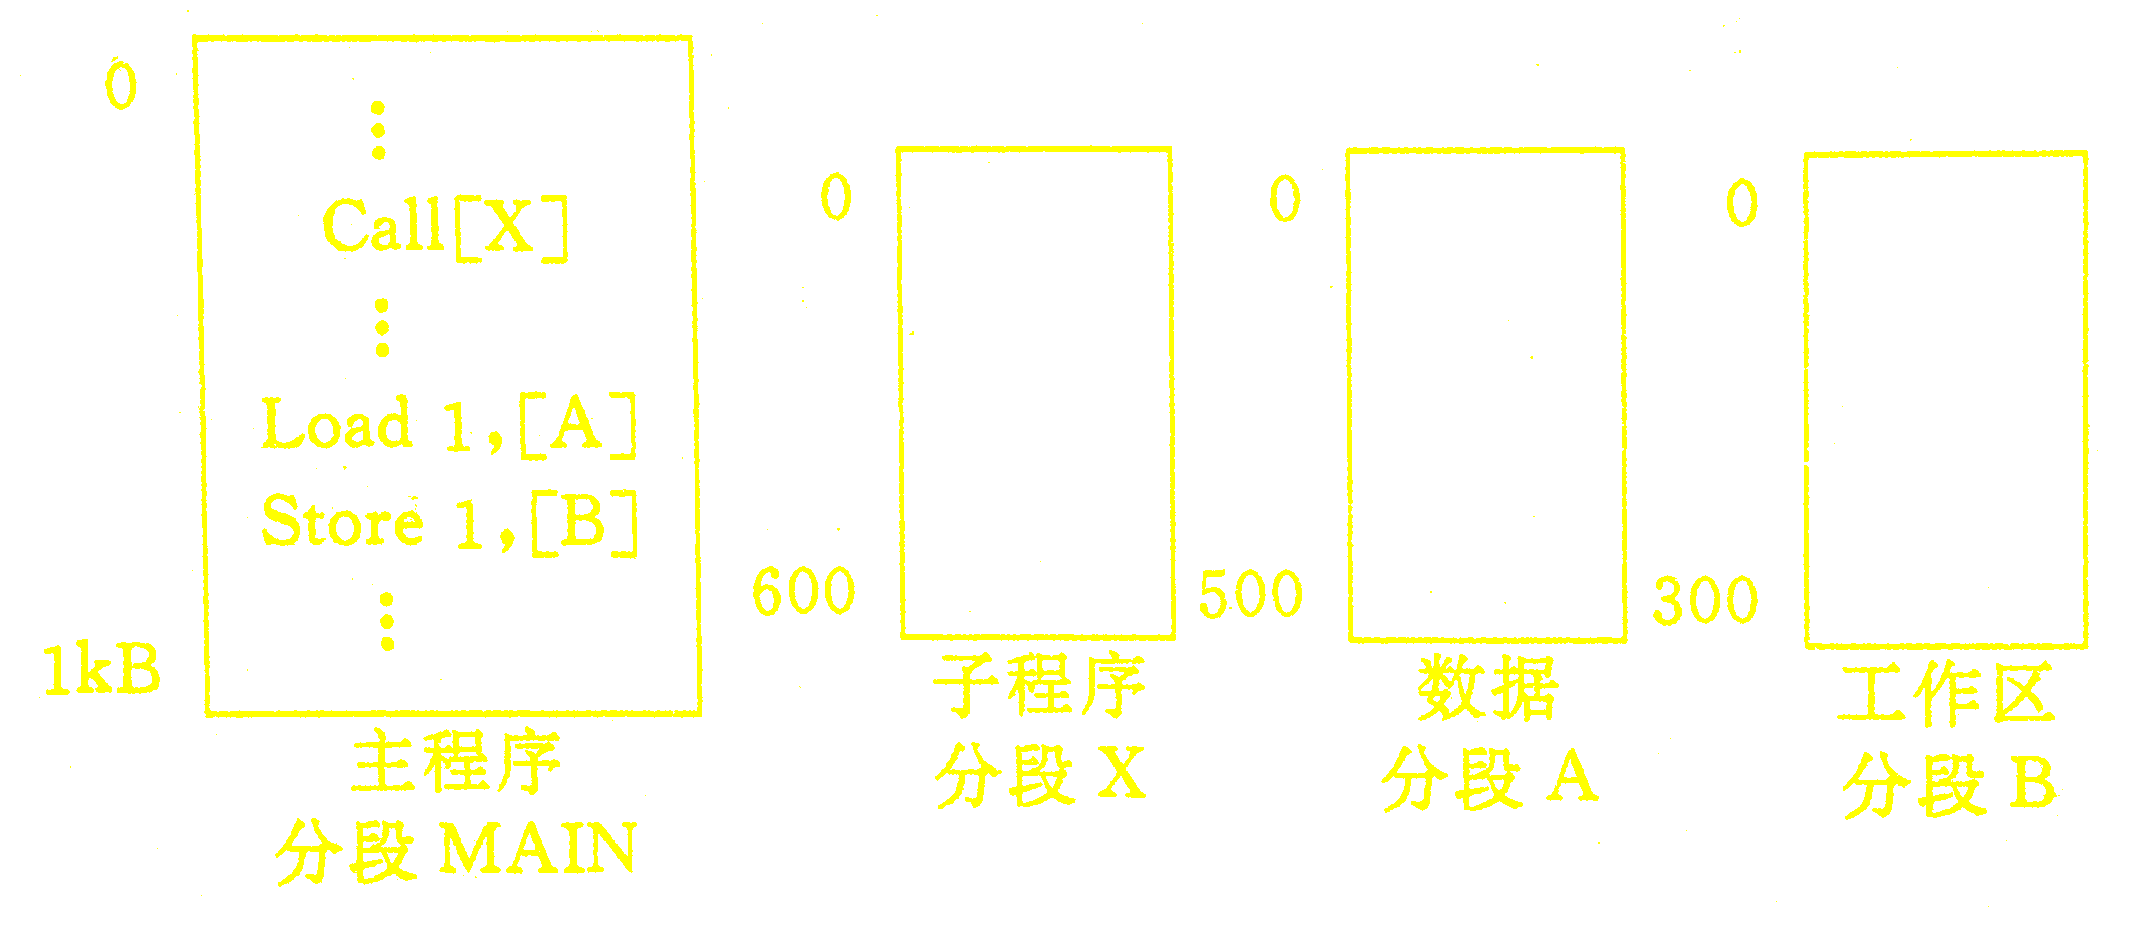 0
Call[X]
Load 1,[A]
Store 1,[B]
1kB
主程序
分段 MAIN
0
600
子程序
分段 X
0
500
数据
分段 A
0
300
工作区
分段 B